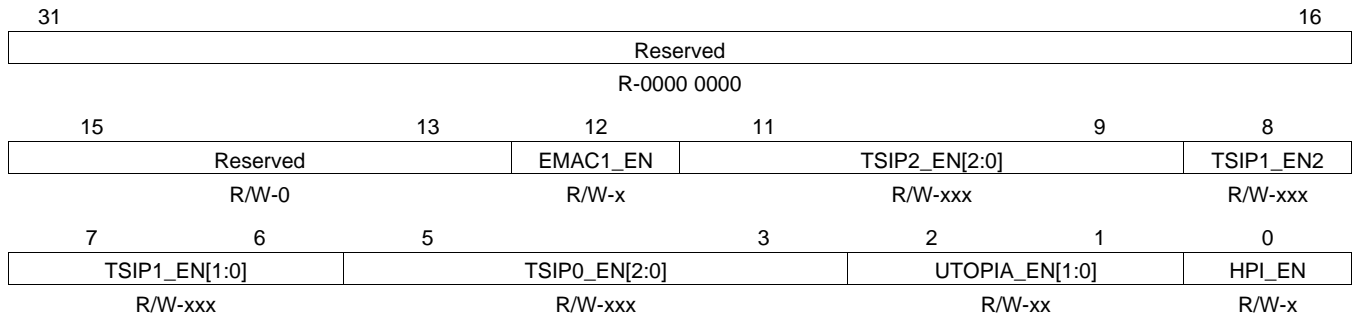 31 16
Reserved
R-0000 0000
15 13 12 11 9 8
Reserved EMAC1_EN TSIP2_EN[2:0] TSIP1_EN2
R/W-0 R/W-x R/W-xxx R/W-xxx
7 6 5 3 2 1 0
TSIP1_EN[1:0] TSIP0_EN[2:0] UTOPIA_EN[1:0] HPI_EN
R/W-xxx R/W-xxx R/W-xx R/W-x